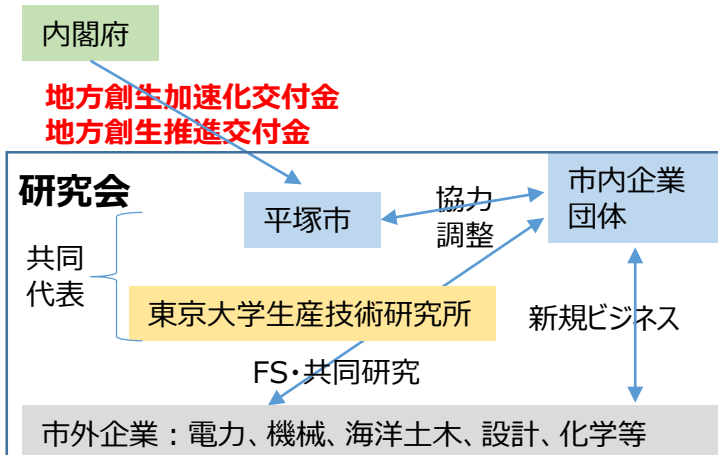 内閣府
地方創生加速化交付金
地方創生推進交付金
研究会
平塚市
協力
調整
市内企業
団体
共同
代表
東京大学生産技術研究所
新規ビジネス
FS・共同研究
市外企業：電力、機械、海洋土木、設計、化学等